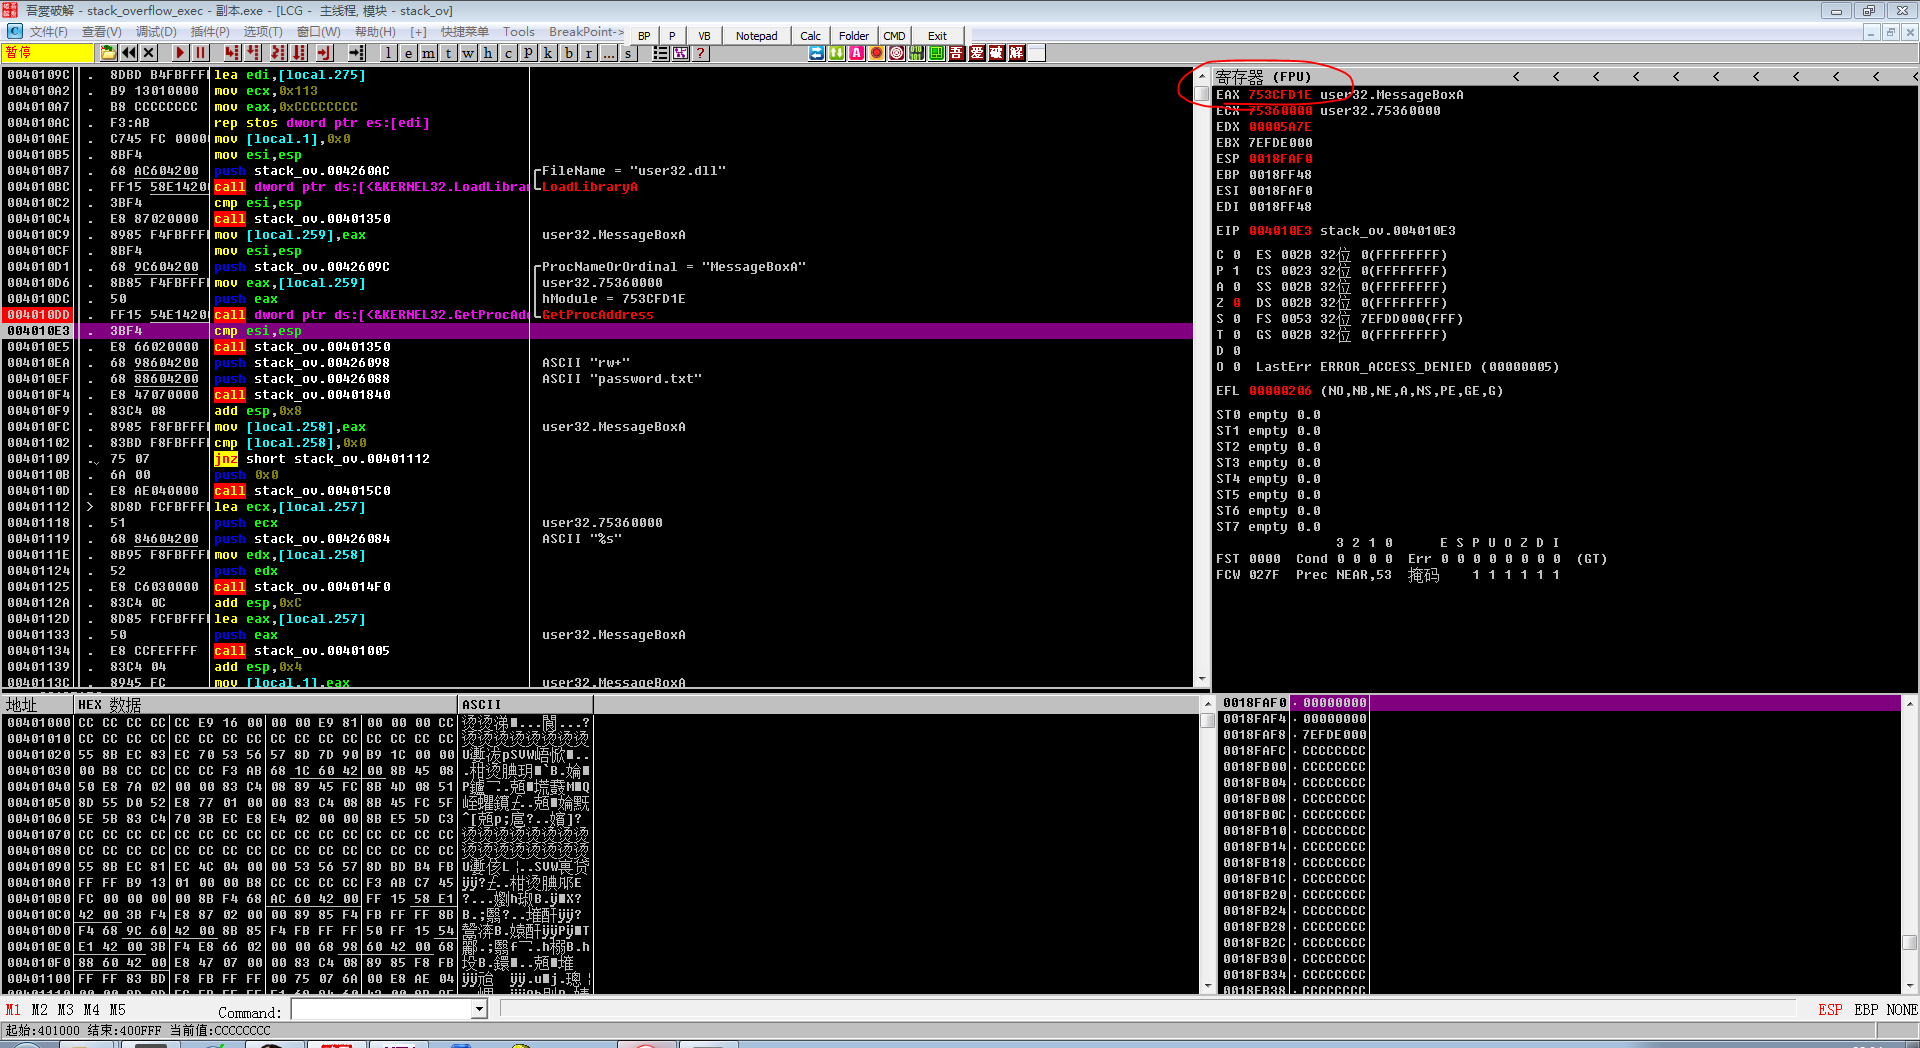 吾爱破解 - stack_overflow_exec - 副本.exe - [LCG - 主线程, 模块 - stack_ov]
文件(F) 查看(V) 调试(D) 插件(P) 选项(T) 窗口(W) 帮助(H) [+] 快捷菜单 Tools BreakPoint-> BP P VB Notepad Calc Folder CMD Exit
暂停 l e m t w h c p k b r ... s ? 吾 爱 破 解
0040109C . 8DBD B4FBFFFF lea edi,[local.275]
004010A2 . B9 13010000 mov ecx,0x113
004010A7 . B8 CCCCCCCC mov eax,0xCCCCCCCC
004010AC . F3:AB rep stos dword ptr es:[edi]
004010AE . C745 FC 00000 mov [local.1],0x0
004010B5 . 8BF4 mov esi,esp
004010B7 . 68 AC604200 push stack_ov.004260AC FileName = "user32.dll"
004010BC . FF15 58E14200 call dword ptr ds:[<&KERNEL32.LoadLibrar LoadLibraryA
004010C2 . 3BF4 cmp esi,esp
004010C4 . E8 87020000 call stack_ov.00401350
004010C9 . 8985 F4FBFFFF mov [local.259],eax user32.MessageBoxA
004010CF . 8BF4 mov esi,esp
004010D1 . 68 9C604200 push stack_ov.0042609C ProcNameOrOrdinal = "MessageBoxA"
004010D6 . 8B85 F4FBFFFF mov eax,[local.259] user32.75360000
004010DC . 50 push eax hModule = 753CFD1E
004010DD . FF15 54E14200 call dword ptr ds:[<&KERNEL32.GetProcAdd GetProcAddress
004010E3 . 3BF4 cmp esi,esp
004010E5 . E8 66020000 call stack_ov.00401350
004010EA . 68 98604200 push stack_ov.00426098 ASCII "rw+"
004010EF . 68 88604200 push stack_ov.00426088 ASCII "password.txt"
004010F4 . E8 47070000 call stack_ov.00401840
004010F9 . 83C4 08 add esp,0x8
004010FC . 8985 F8FBFFFF mov [local.258],eax user32.MessageBoxA
00401102 . 83BD F8FBFFFF cmp [local.258],0x0
00401109 . 75 07 jnz short stack_ov.00401112
0040110B . 6A 00 push 0x0
0040110D . E8 AE040000 call stack_ov.004015C0
00401112 > 8D8D FCFBFFFF lea ecx,[local.257]
00401118 . 51 push ecx user32.75360000
00401119 . 68 84604200 push stack_ov.00426084 ASCII "%s"
0040111E . 8B95 F8FBFFFF mov edx,[local.258]
00401124 . 52 push edx
00401125 . E8 C6030000 call stack_ov.004014F0
0040112A . 83C4 0C add esp,0xC
0040112D . 8D85 FCFBFFFF lea eax,[local.257]
00401133 . 50 push eax user32.MessageBoxA
00401134 . E8 CCFEFFFF call stack_ov.00401005
00401139 . 83C4 04 add esp,0x4
0040113C . 8945 FC mov [local.1],eax user32.MessageBoxA
寄存器 (FPU) < < < < < < < < < < <
EAX 753CFD1E user32.MessageBoxA
ECX 75360000 user32.75360000
EDX 00005A7E
EBX 7EFDE000
ESP 0018FAF0
EBP 0018FF48
ESI 0018FAF0
EDI 0018FF48
EIP 004010E3 stack_ov.004010E3
C 0 ES 002B 32位 0(FFFFFFFF)
P 1 CS 0023 32位 0(FFFFFFFF)
A 0 SS 002B 32位 0(FFFFFFFF)
Z 0 DS 002B 32位 0(FFFFFFFF)
S 0 FS 0053 32位 7EFDD000(FFF)
T 0 GS 002B 32位 0(FFFFFFFF)
D 0
O 0 LastErr ERROR_ACCESS_DENIED (00000005)
EFL 00000206 (NO,NB,NE,A,NS,PE,GE,G)
ST0 empty 0.0
ST1 empty 0.0
ST2 empty 0.0
ST3 empty 0.0
ST4 empty 0.0
ST5 empty 0.0
ST6 empty 0.0
ST7 empty 0.0
3 2 1 0 E S P U O Z D I
FST 0000 Cond 0 0 0 0 Err 0 0 0 0 0 0 0 0 (GT)
FCW 027F Prec NEAR,53 掩码 1 1 1 1 1 1
地址 HEX 数据 ASCII
00401000 CC CC CC CC CC E9 16 00 00 00 E9 81 00 00 00 CC
00401010 CC CC CC CC CC CC CC CC CC CC CC CC CC CC CC CC 烫烫烫烫烫烫烫烫
00401020 55 8B EC 83 EC 70 53 56 57 8D 7D 90 B9 1C 00 00
00401030 00 B8 CC CC CC CC F3 AB 68 1C 60 42 00 8B 45 08
00401040 50 E8 7A 02 00 00 83 C4 08 89 45 FC 8B 4D 08 51
00401050 8D 55 D0 52 E8 77 01 00 00 83 C4 08 8B 45 FC 5F
00401060 5E 5B 83 C4 70 3B EC E8 E4 02 00 00 8B E5 5D C3
00401070 CC CC CC CC CC CC CC CC CC CC CC CC CC CC CC CC 烫烫烫烫烫烫烫烫
00401080 CC CC CC CC CC CC CC CC CC CC CC CC CC CC CC CC 烫烫烫烫烫烫烫烫
00401090 55 8B EC 81 EC 4C 04 00 00 53 56 57 8D BD B4 FB
004010A0 FF FF B9 13 01 00 00 B8 CC CC CC CC F3 AB C7 45
004010B0 FC 00 00 00 00 8B F4 68 AC 60 42 00 FF 15 58 E1
004010C0 42 00 3B F4 E8 87 02 00 00 89 85 F4 FB FF FF 8B
004010D0 F4 68 9C 60 42 00 8B 85 F4 FB FF FF 50 FF 15 54
004010E0 E1 42 00 3B F4 E8 66 02 00 00 68 98 60 42 00 68
004010F0 88 60 42 00 E8 47 07 00 00 83 C4 08 89 85 F8 FB
00401100 FF FF 83 BD F8 FB FF FF 00 75 07 6A 00 E8 AE 04
0018FAF0 . 00000000
0018FAF4 . 00000000
0018FAF8 . 7EFDE000
0018FAFC . CCCCCCCC
0018FB00 . CCCCCCCC
0018FB04 . CCCCCCCC
0018FB08 . CCCCCCCC
0018FB0C . CCCCCCCC
0018FB10 . CCCCCCCC
0018FB14 . CCCCCCCC
0018FB18 . CCCCCCCC
0018FB1C . CCCCCCCC
0018FB20 . CCCCCCCC
0018FB24 . CCCCCCCC
0018FB28 . CCCCCCCC
0018FB2C . CCCCCCCC
0018FB30 . CCCCCCCC
0018FB34 . CCCCCCCC
0018FB38 . CCCCCCCC
M1 M2 M3 M4 M5 Command: ESP EBP NONE
起始:401000 结束:400FFF 当前值:CCCCCCCC